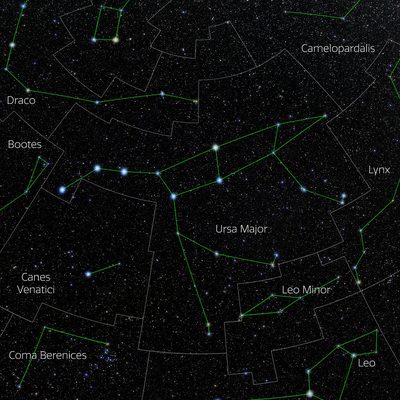 Camelopardalis
Draco
Bootes
Lynx
Ursa Major
Canes
Venatici
Leo Minor
Coma Berenices
Leo